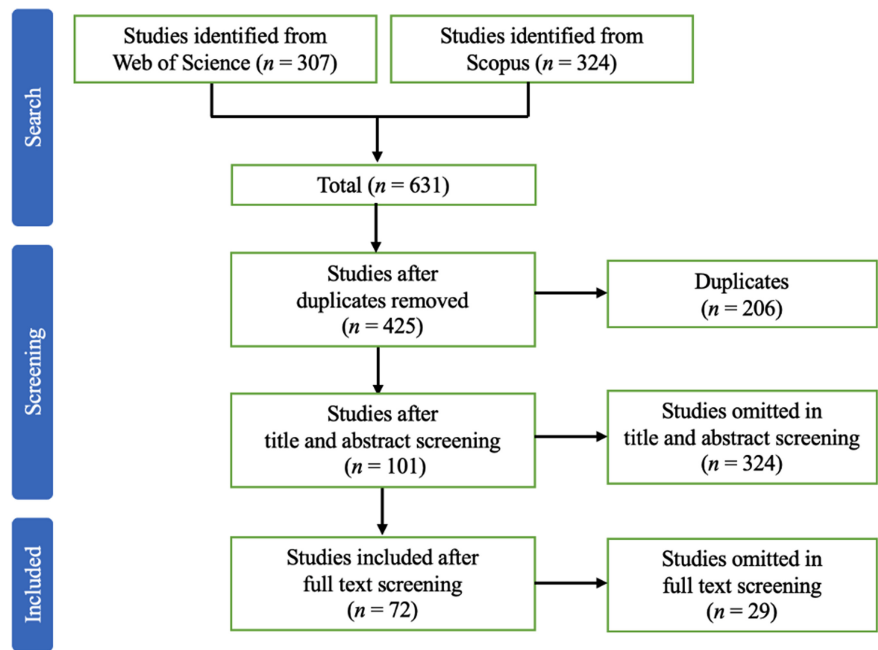 Search
Studies identified from
Web of Science (n = 307)
Studies identified from
Scopus (n = 324)
Total (n = 631)
Screening
Studies after
duplicates removed
(n = 425)
Duplicates
(n = 206)
Studies after
title and abstract screening
(n = 101)
Studies omitted in
title and abstract screening
(n = 324)
Included
Studies included after
full text screening
(n = 72)
Studies omitted in
full text screening
(n = 29)